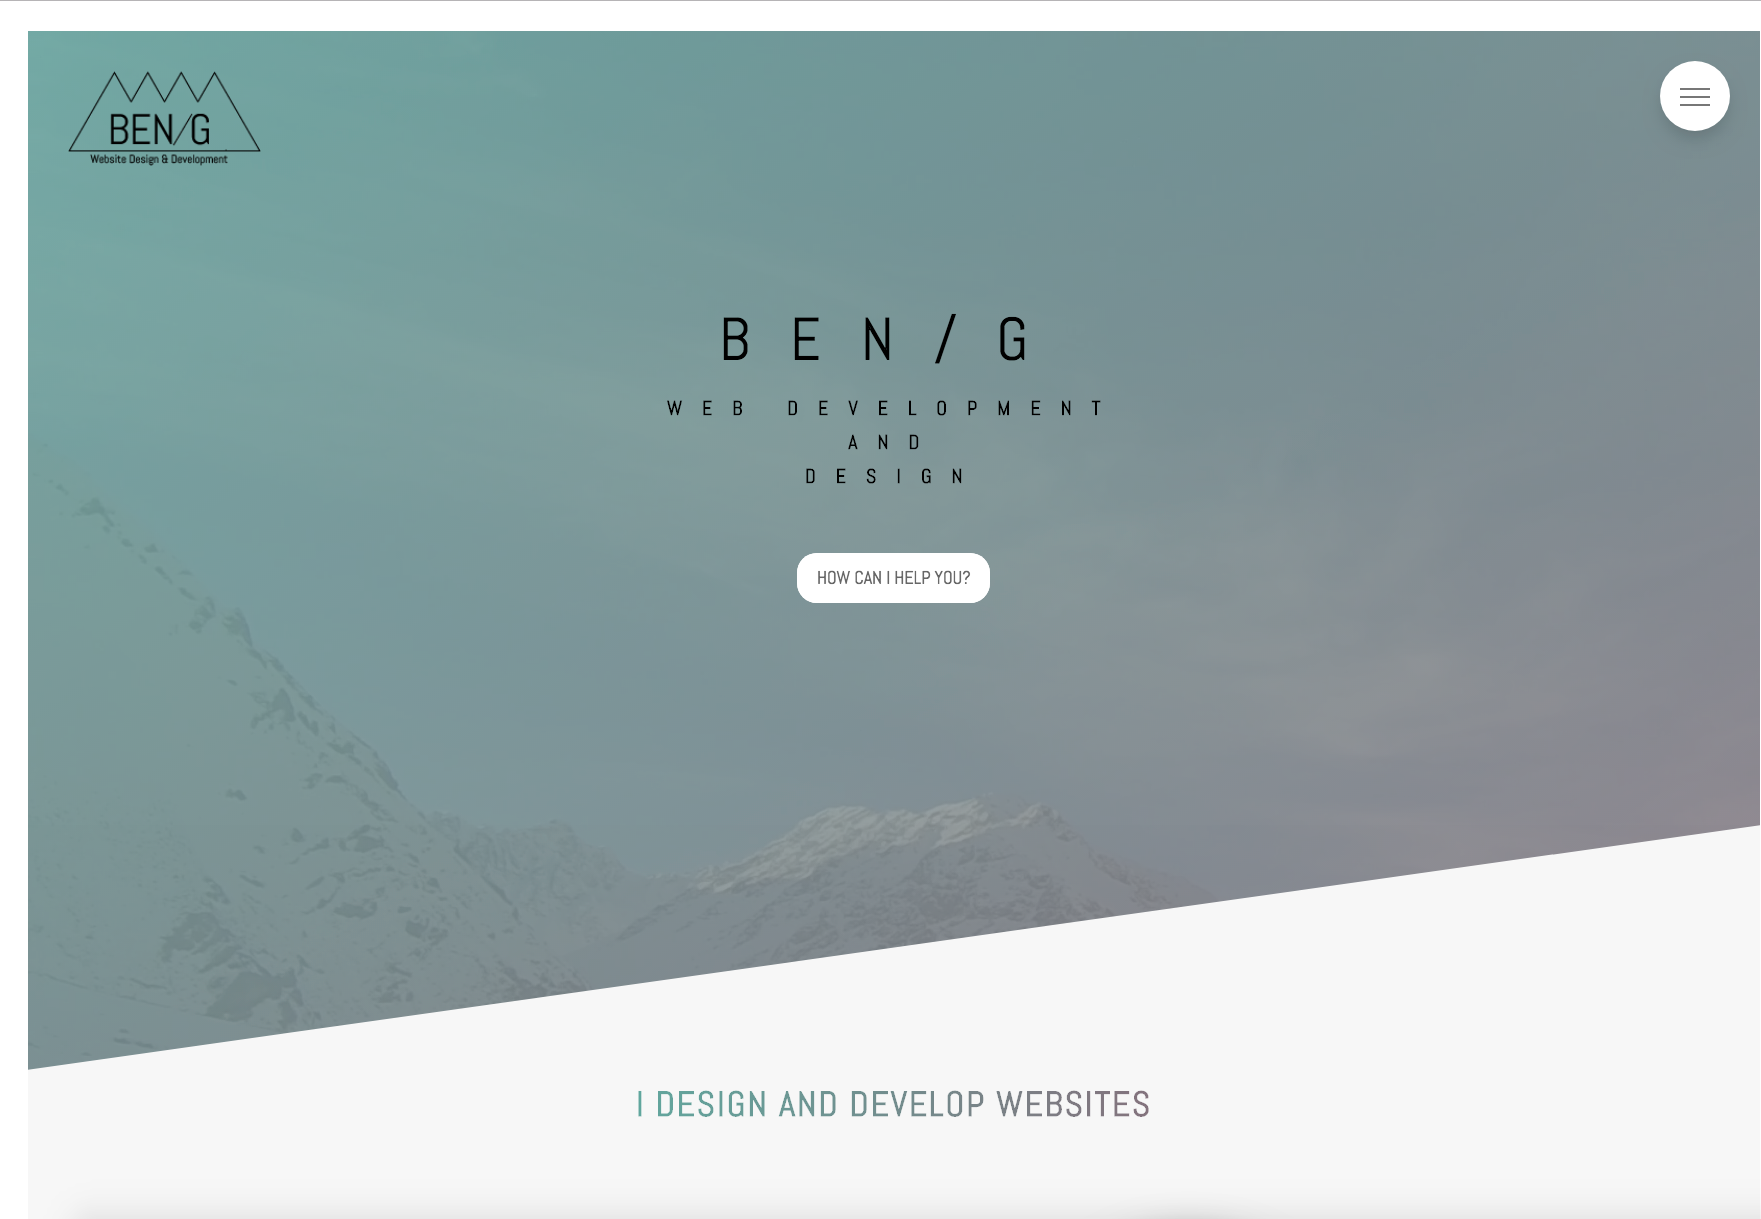 BEN/G
Website Design & Development
BEN/G
WEB DEVELOPMENT
AND
DESIGN
HOW CAN I HELP YOU?
I DESIGN AND DEVELOP WEBSITES